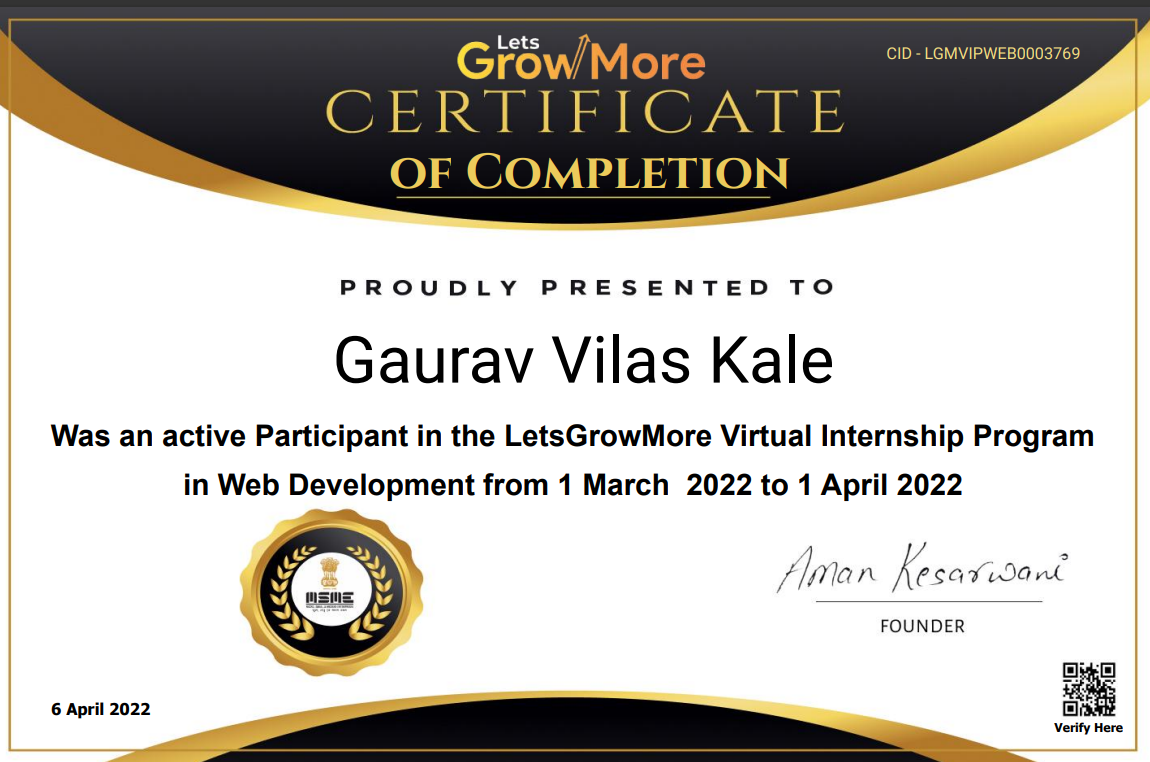 Lets
GrowMore
CID - LGMVIPWEB0003769
CERTIFICATE
OF COMPLETION
PROUDLY PRESENTED TO
Gaurav Vilas Kale
Was an active Participant in the LetsGrowMore Virtual Internship Program
in Web Development from 1 March 2022 to 1 April 2022
MSME
Aman Kesarwani
FOUNDER
6 April 2022
Verify Here